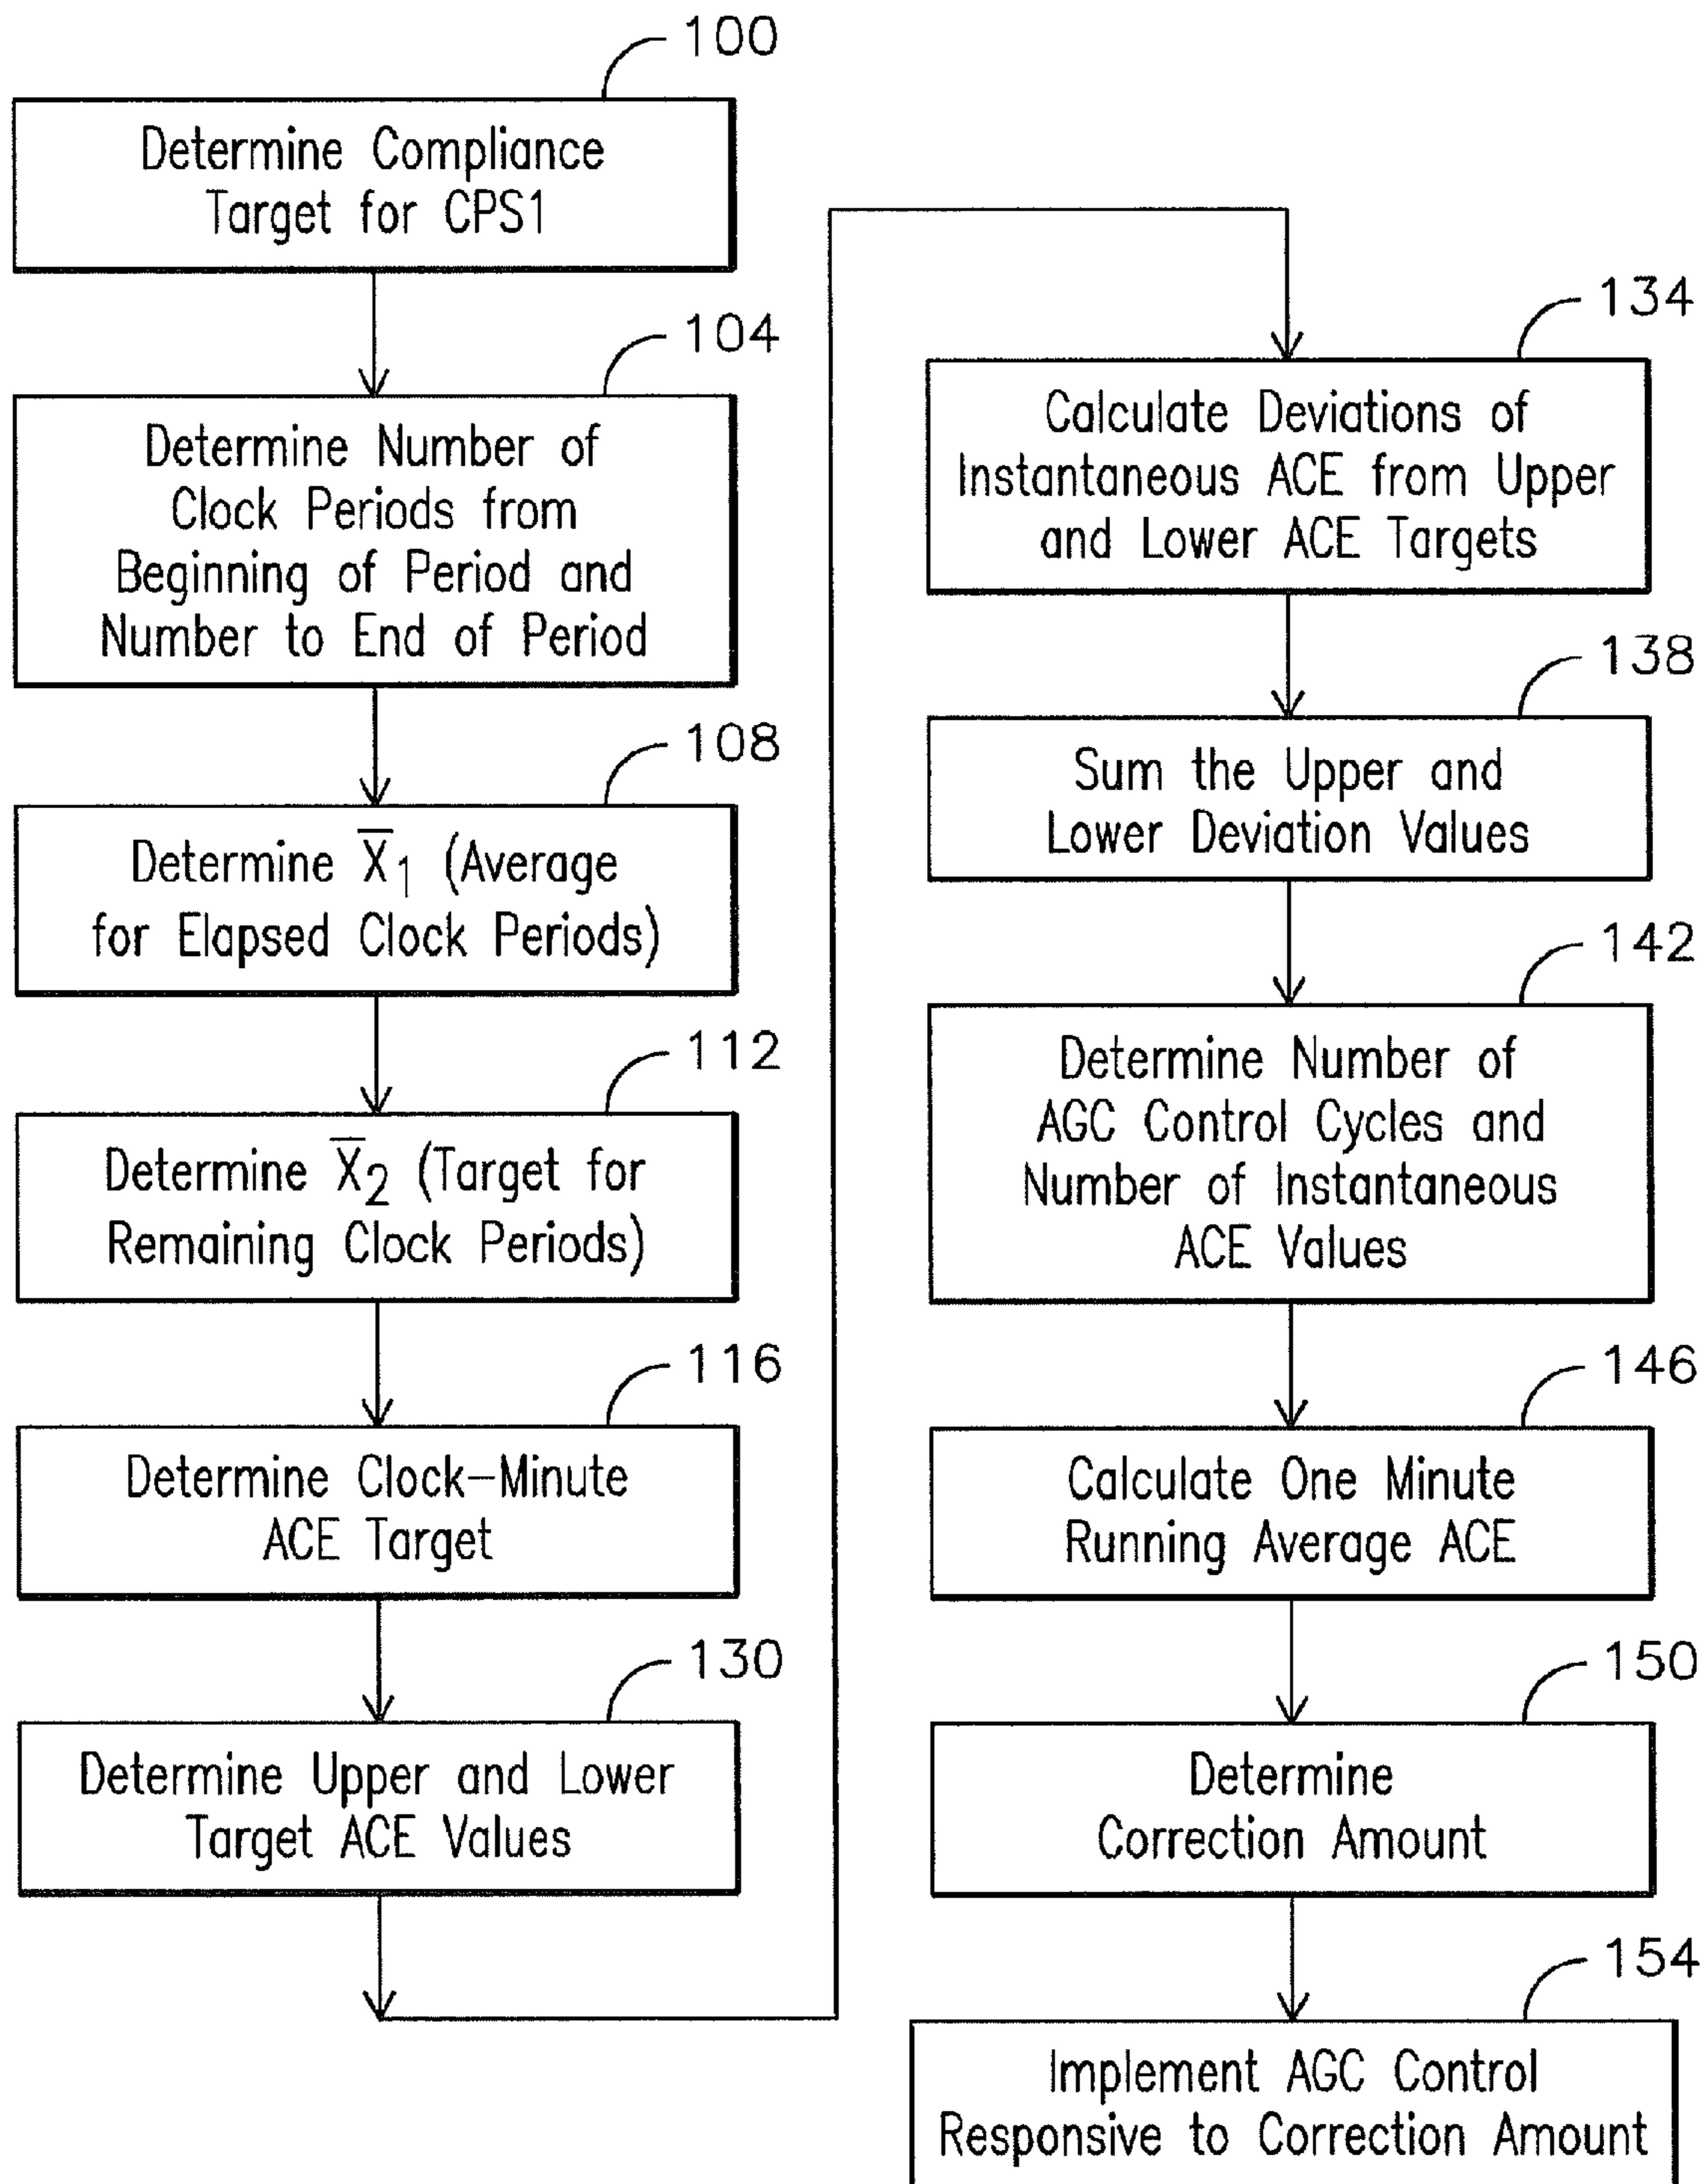 100
Determine Compliance
Target for CPS1
104
Determine Number of
Clock Periods from
Beginning of Period and
Number to End of Period
108
Determine X̅1 (Average
for Elapsed Clock Periods)
112
Determine X̅2 (Target for
Remaining Clock Periods)
116
Determine Clock-Minute
ACE Target
130
Determine Upper and Lower
Target ACE Values
134
Calculate Deviations of
Instantaneous ACE from Upper
and Lower ACE Targets
138
Sum the Upper and
Lower Deviation Values
142
Determine Number of
AGC Control Cycles and
Number of Instantaneous
ACE Values
146
Calculate One Minute
Running Average ACE
150
Determine
Correction Amount
154
Implement AGC Control
Responsive to Correction Amount